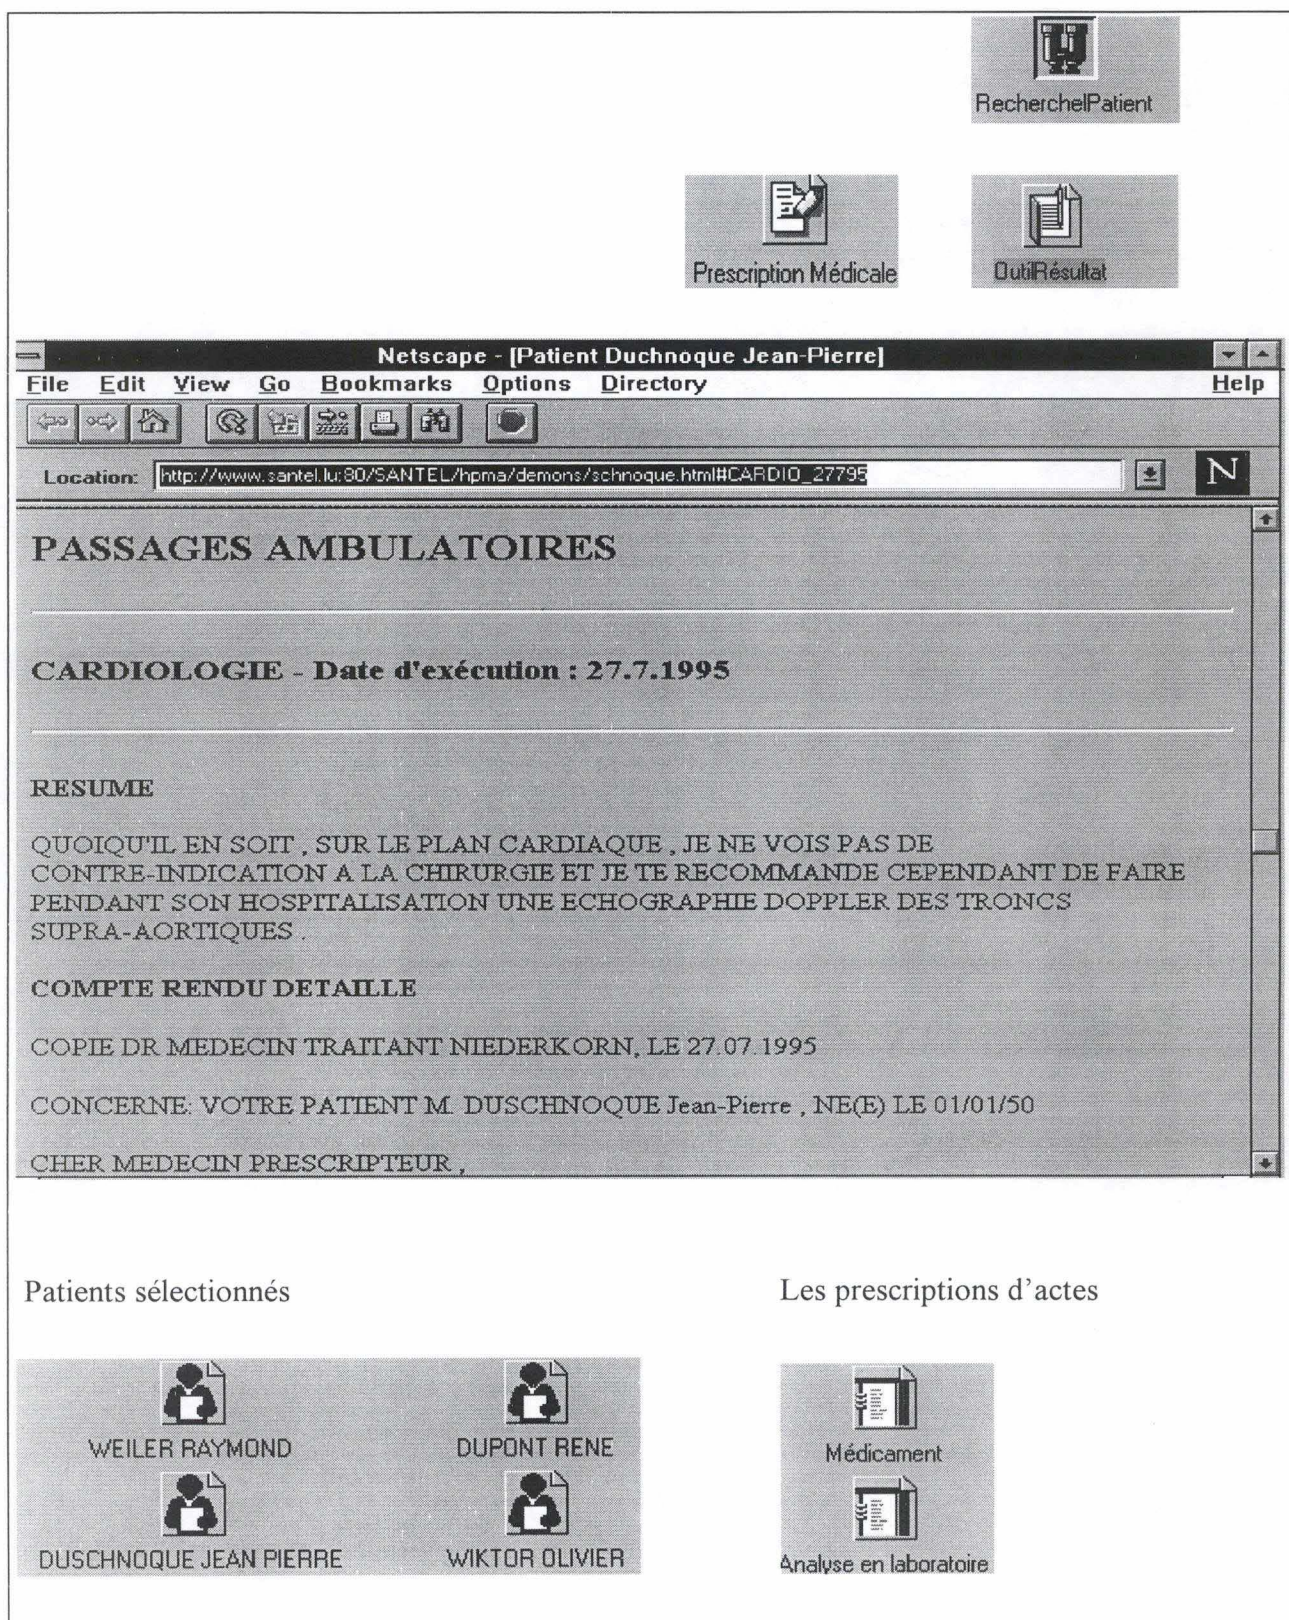 RecherchelPatient
Prescription Médicale
OutilRésultat
Netscape - [Patient Duchnoque Jean-Pierre]
File Edit View Go Bookmarks Options Directory Help
Location: http://www.santel.lu:80/SANTEL/hpma/demons/schnoque.html#CARDIO_27795
N
PASSAGES AMBULATOIRES
CARDIOLOGIE - Date d'exécution : 27.7.1995
RESUME
QUOIQU'IL EN SOIT , SUR LE PLAN CARDIAQUE , JE NE VOIS PAS DE
CONTRE-INDICATION A LA CHIRURGIE ET JE TE RECOMMANDE CEPENDANT DE FAIRE
PENDANT SON HOSPITALISATION UNE ECHOGRAPHIE DOPPLER DES TRONCS
SUPRA-AORTIQUES .
COMPTE RENDU DETAILLE
COPIE DR MEDECIN TRAITANT NIEDERKORN, LE 27.07.1995
CONCERNE: VOTRE PATIENT M. DUSCHNOQUE Jean-Pierre , NE(E) LE 01/01/50
CHER MEDECIN PRESCRIPTEUR ,
Patients sélectionnés
Les prescriptions d'actes
WEILER RAYMOND
DUPONT RENE
Médicament
DUSCHNOQUE JEAN PIERRE
WIKTOR OLIVIER
Analyse en laboratoire